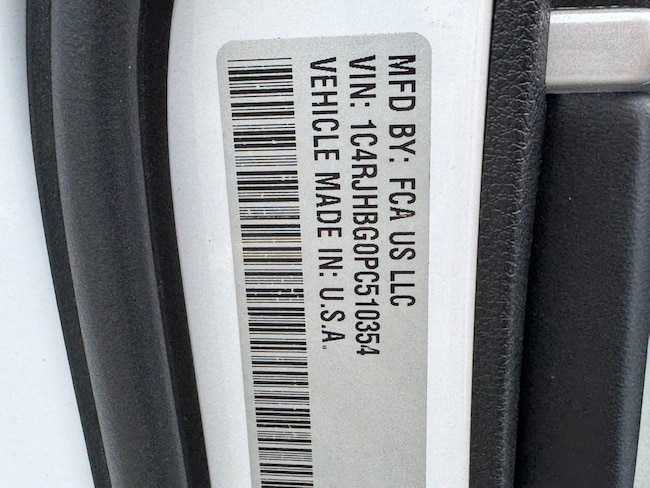 MFD BY: FCA US LLC
VIN: 1C4RJHBG0PC510354
VEHICLE MADE IN: U.S.A.